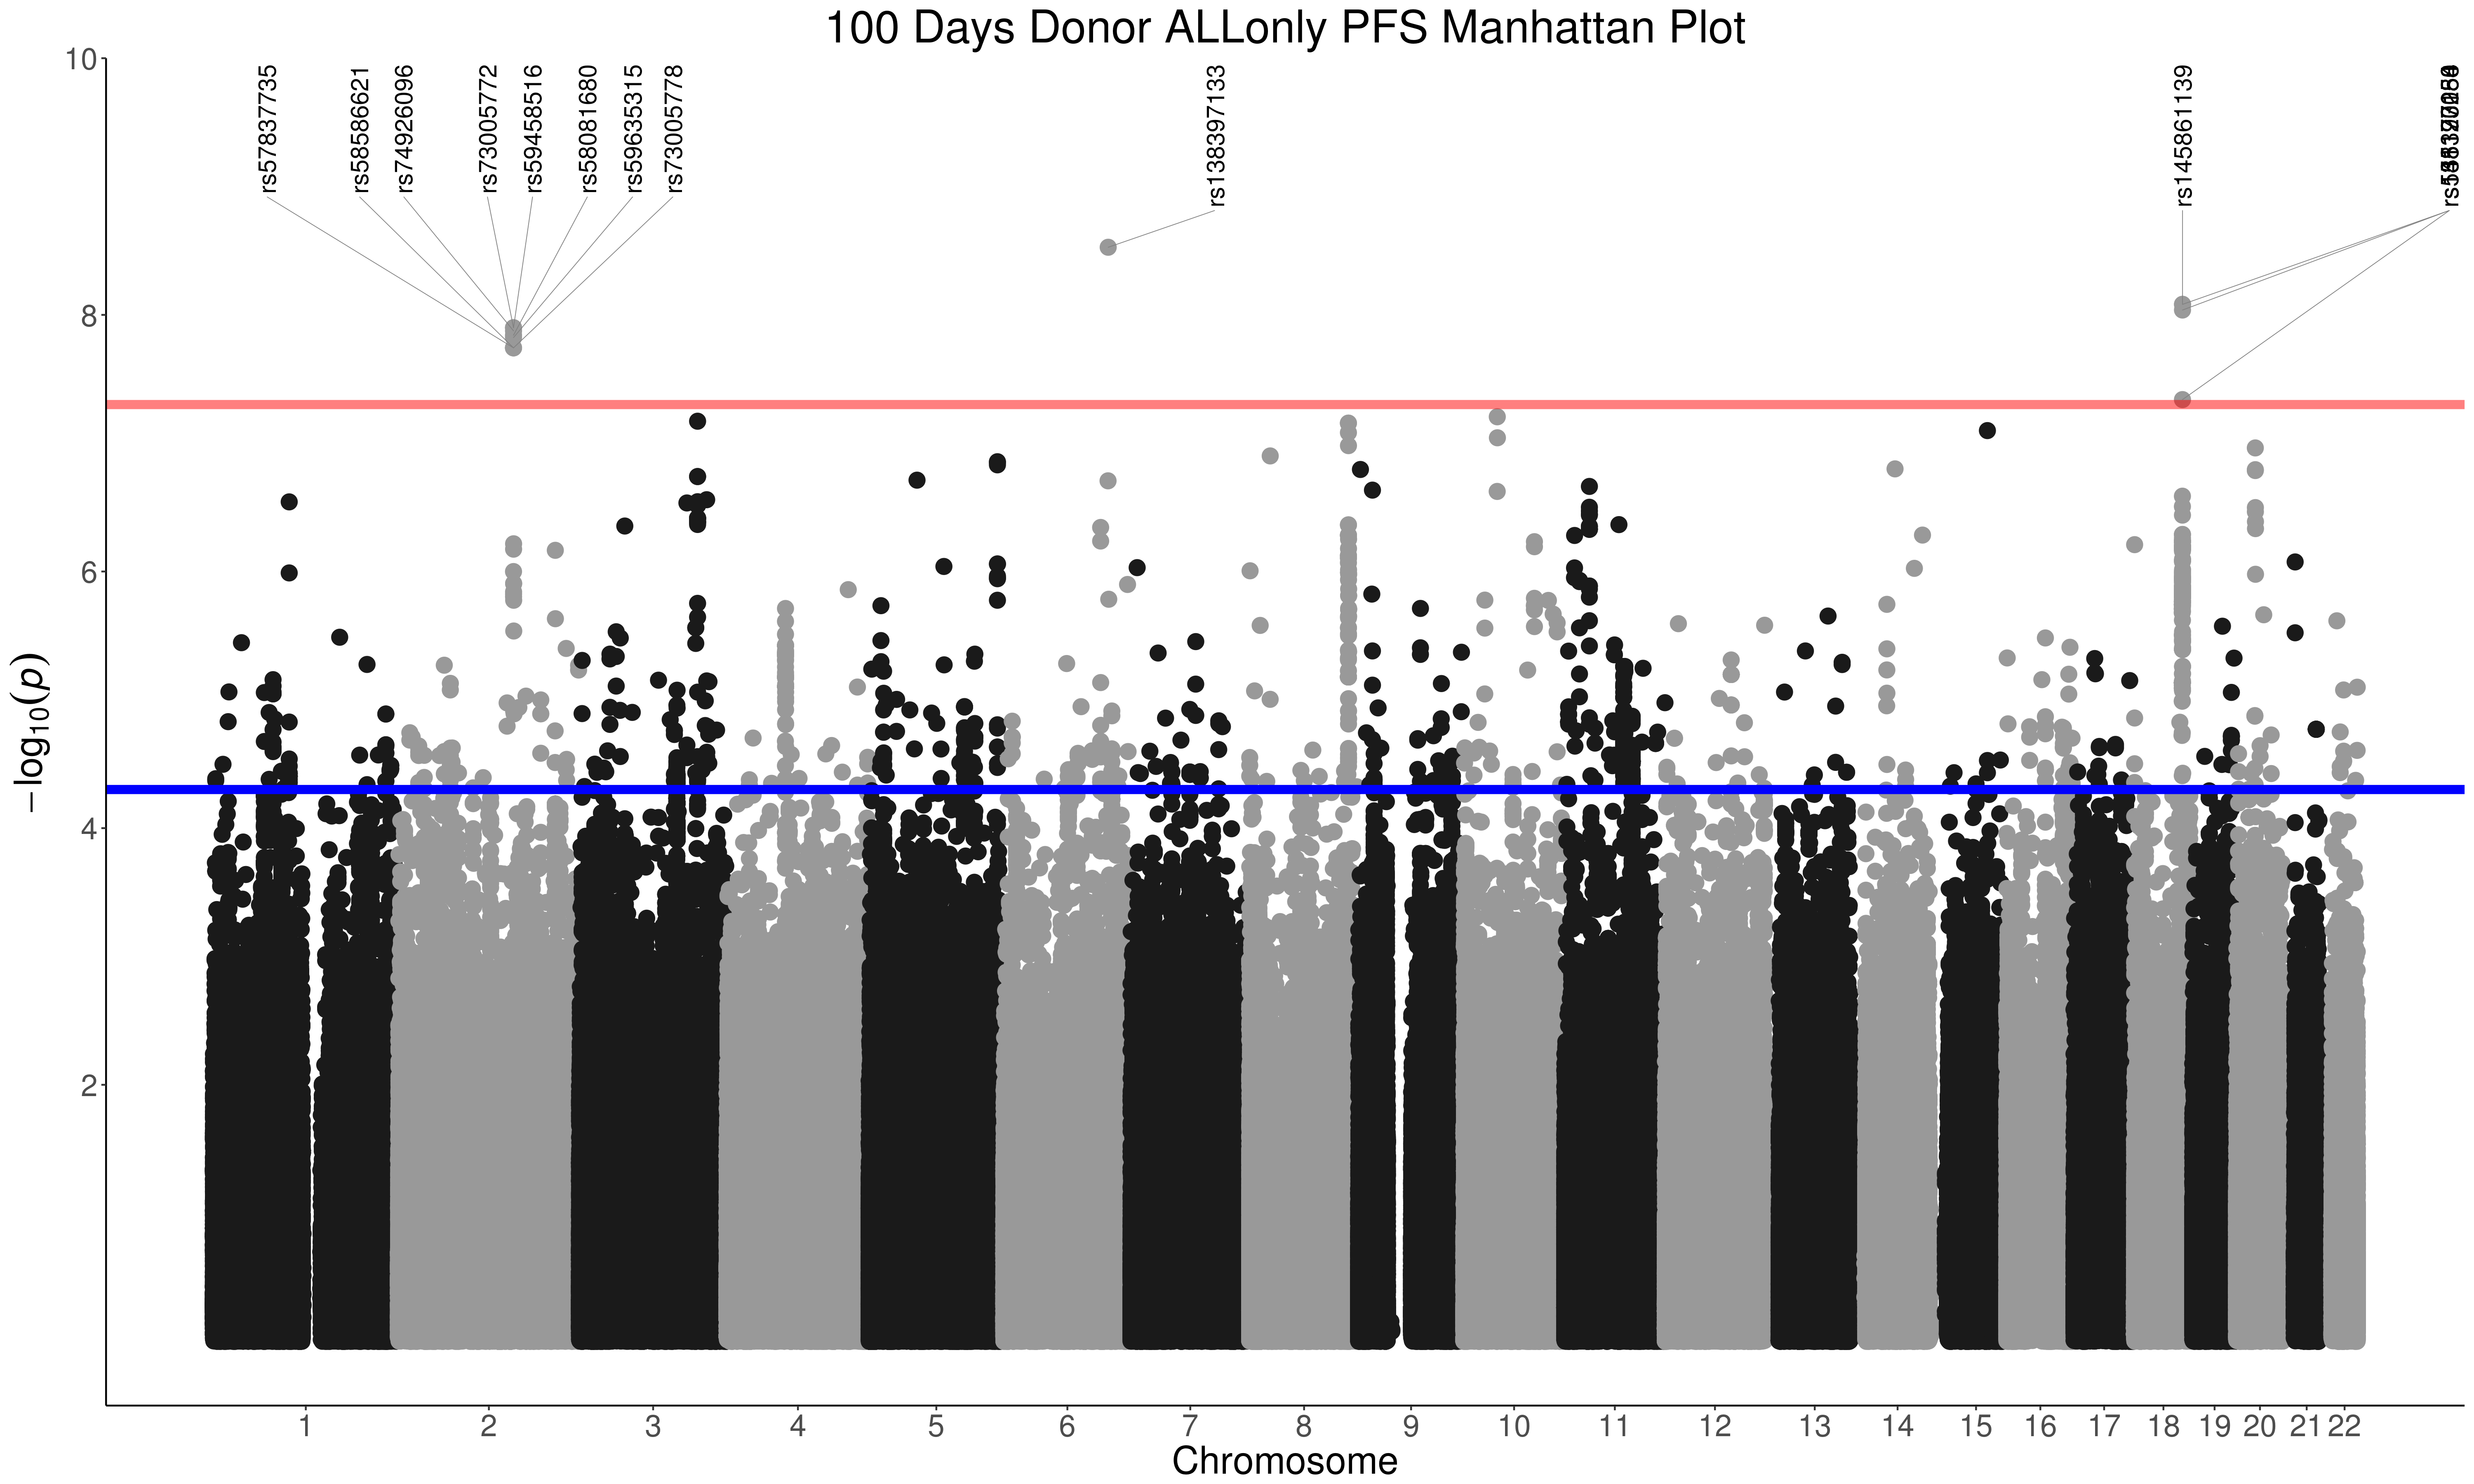 100 Days Donor ALLonly PFS Manhattan Plot
rs57837735
rs58586621
rs74926096
rs73005772
rs59458516
rs58081680
rs59635315
rs73005778
rs138397133
rs145861139
10
8
6
4
2
−log10(p)
1 2 3 4 5 6 7 8 9 10 11 12 13 14 15 16 17 18 19 20 21 22
Chromosome